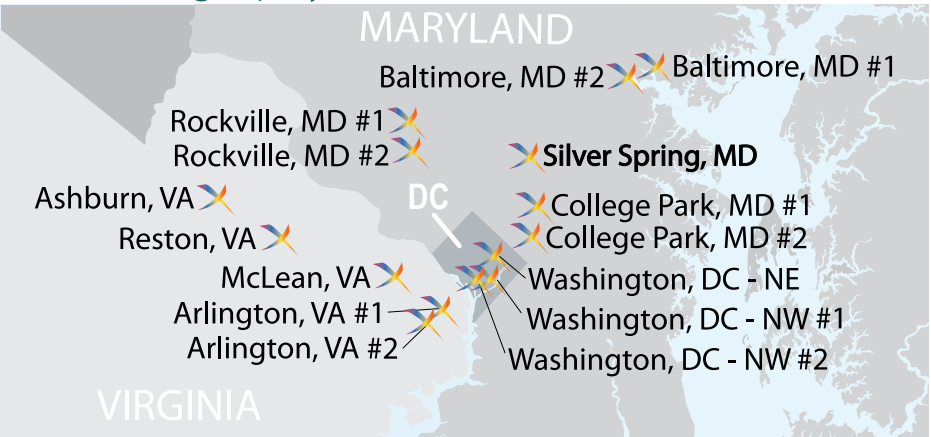 MARYLAND
Baltimore, MD #2
Baltimore, MD #1
Rockville, MD #1
Rockville, MD #2
Silver Spring, MD
Ashburn, VA
DC
College Park, MD #1
Reston, VA
College Park, MD #2
McLean, VA
Washington, DC - NE
Arlington, VA #1
Washington, DC - NW #1
Arlington, VA #2
Washington, DC - NW #2
VIRGINIA